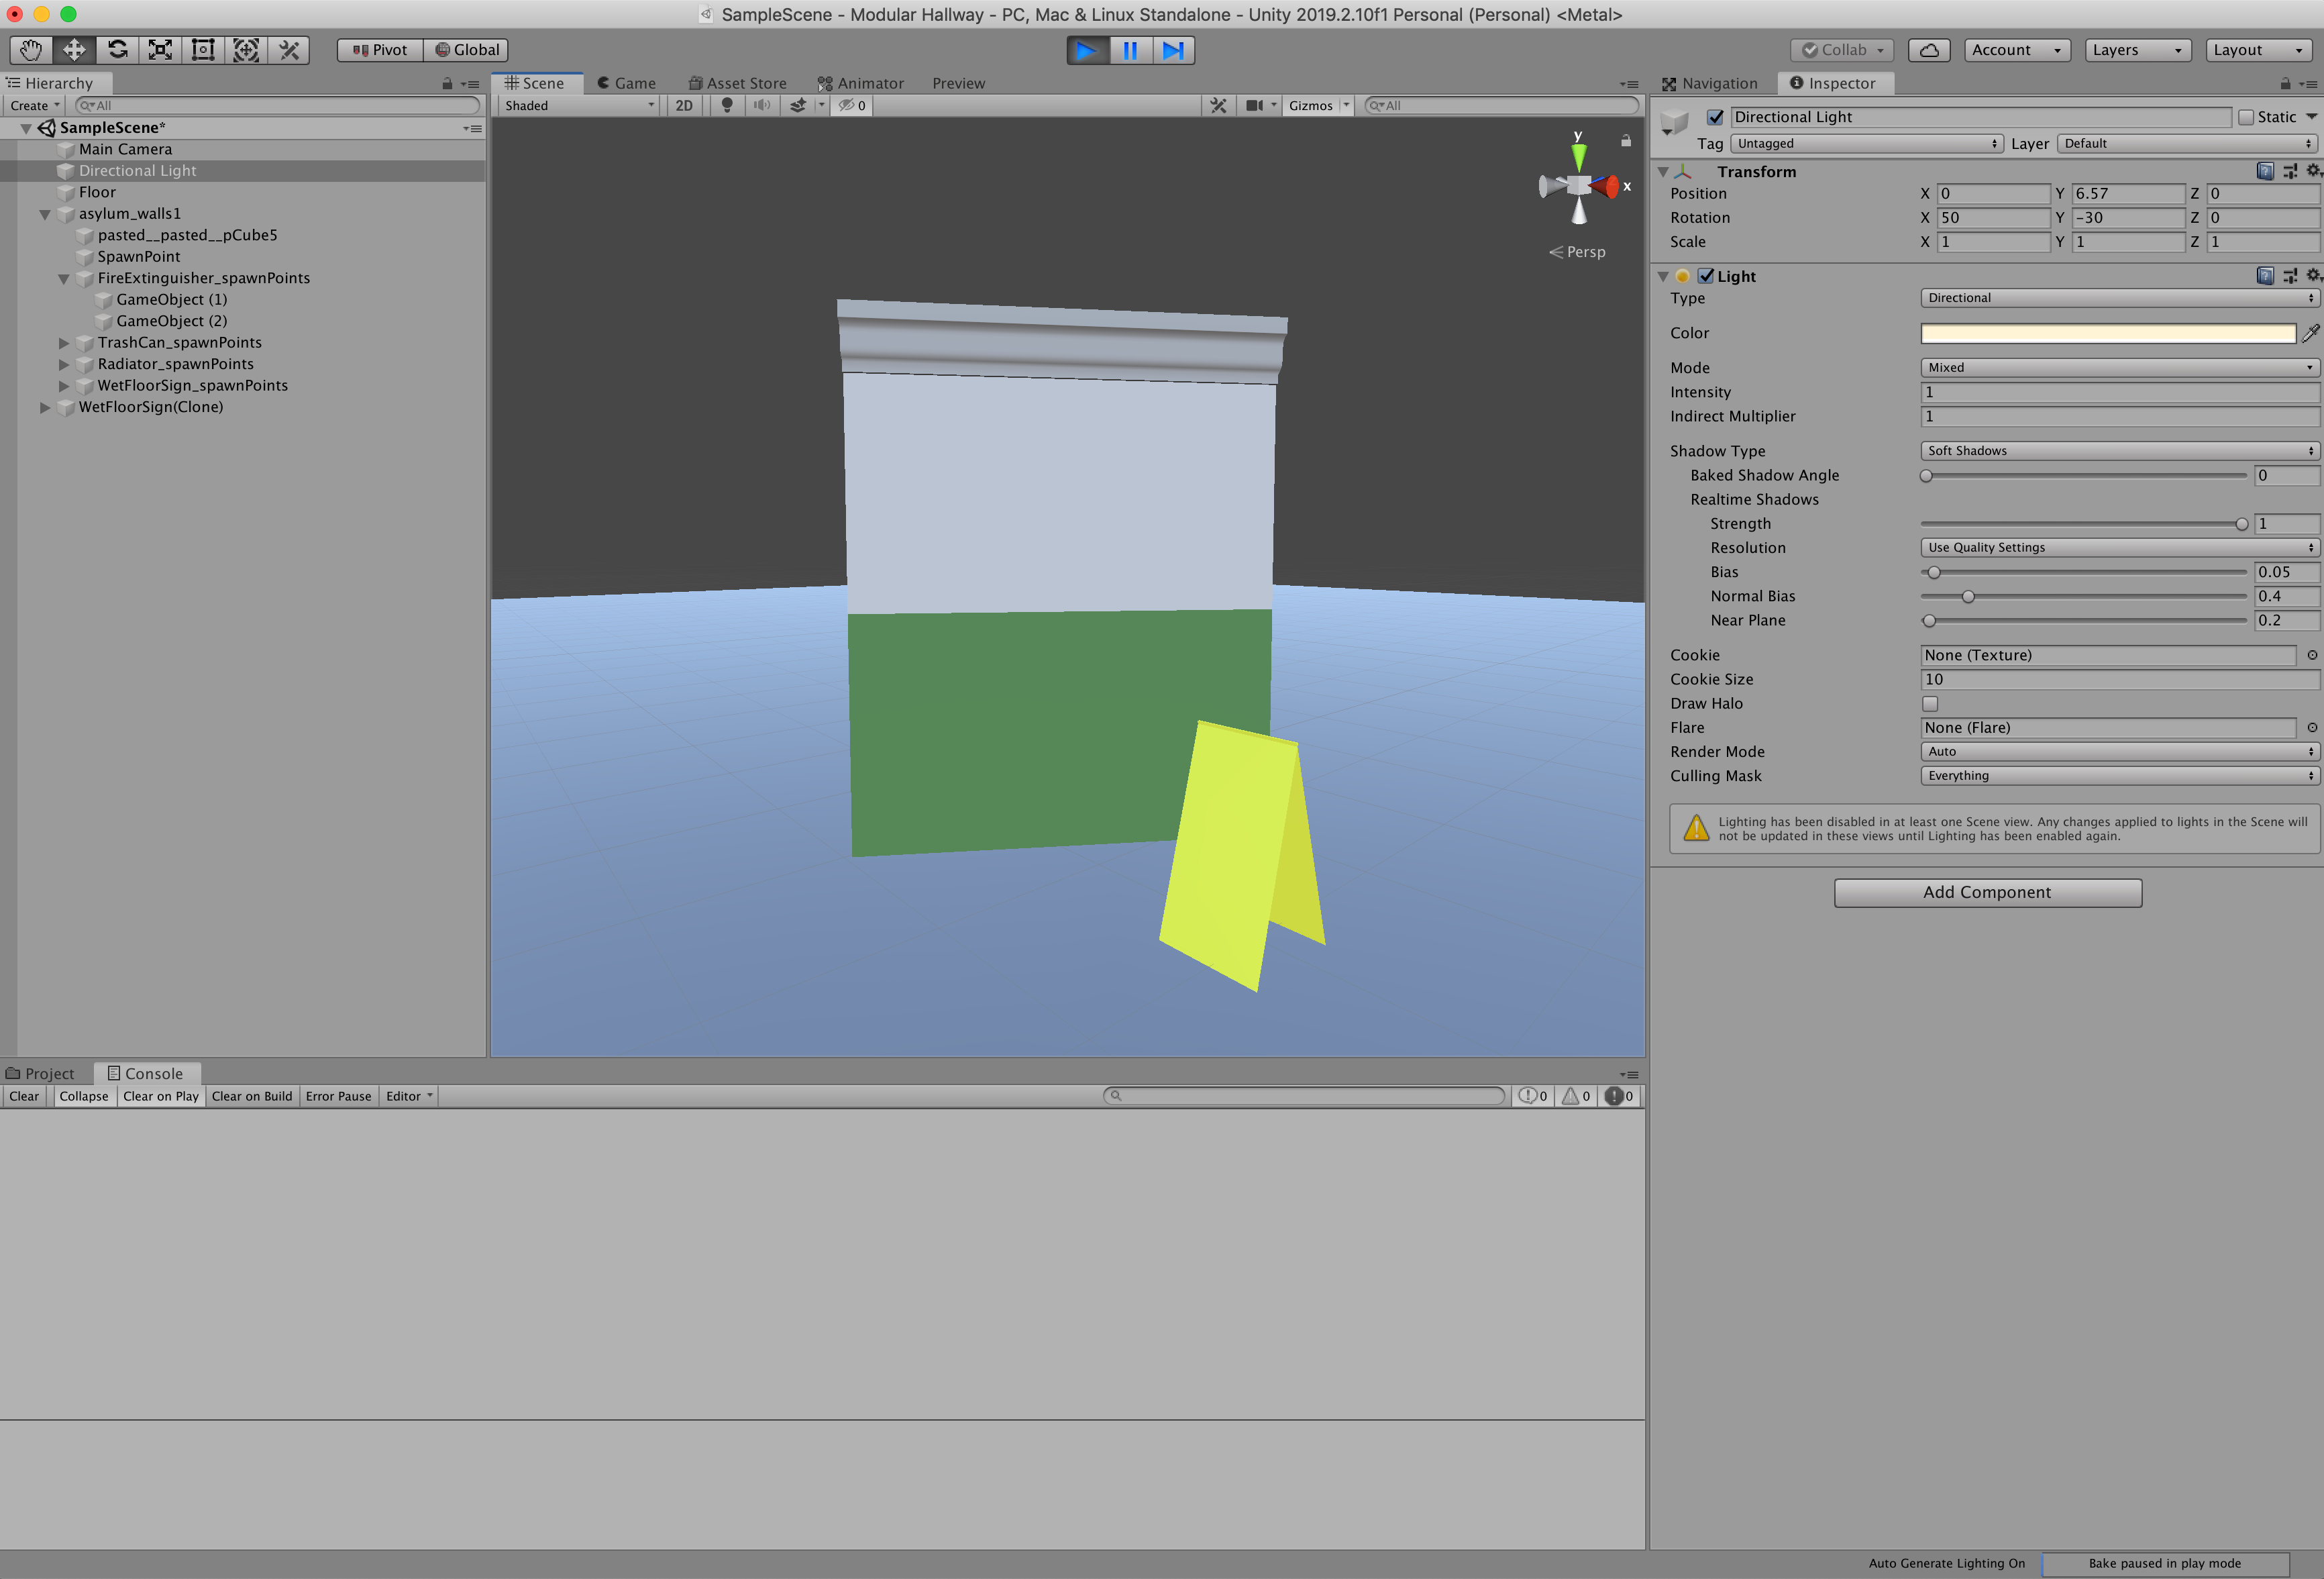 SampleScene - Modular Hallway - PC, Mac & Linux Standalone - Unity 2019.2.10f1 Personal (Personal) <Metal>
Pivot Global Collab Account Layers Layout
Hierarchy
Create All
SampleScene*
Main Camera
Directional Light
Floor
asylum_walls1
pasted__pasted__pCube5
SpawnPoint
FireExtinguisher_spawnPoints
GameObject (1)
GameObject (2)
TrashCan_spawnPoints
Radiator_spawnPoints
WetFloorSign_spawnPoints
WetFloorSign(Clone)
Scene Game Asset Store Animator Preview
Shaded 2D 0 Gizmos All
y
x
Persp
Navigation Inspector
Directional Light Static
Tag Untagged Layer Default
Transform
Position X 0 Y 6.57 Z 0
Rotation X 50 Y -30 Z 0
Scale X 1 Y 1 Z 1
Light
Type Directional
Color
Mode Mixed
Intensity 1
Indirect Multiplier 1
Shadow Type Soft Shadows
Baked Shadow Angle 0
Realtime Shadows
Strength 1
Resolution Use Quality Settings
Bias 0.05
Normal Bias 0.4
Near Plane 0.2
Cookie None (Texture)
Cookie Size 10
Draw Halo
Flare None (Flare)
Render Mode Auto
Culling Mask Everything
Lighting has been disabled in at least one Scene view. Any changes applied to lights in the Scene will
not be updated in these views until Lighting has been enabled again.
Add Component
Project Console
Clear Collapse Clear on Play Clear on Build Error Pause Editor 0 0 0
Auto Generate Lighting On Bake paused in play mode